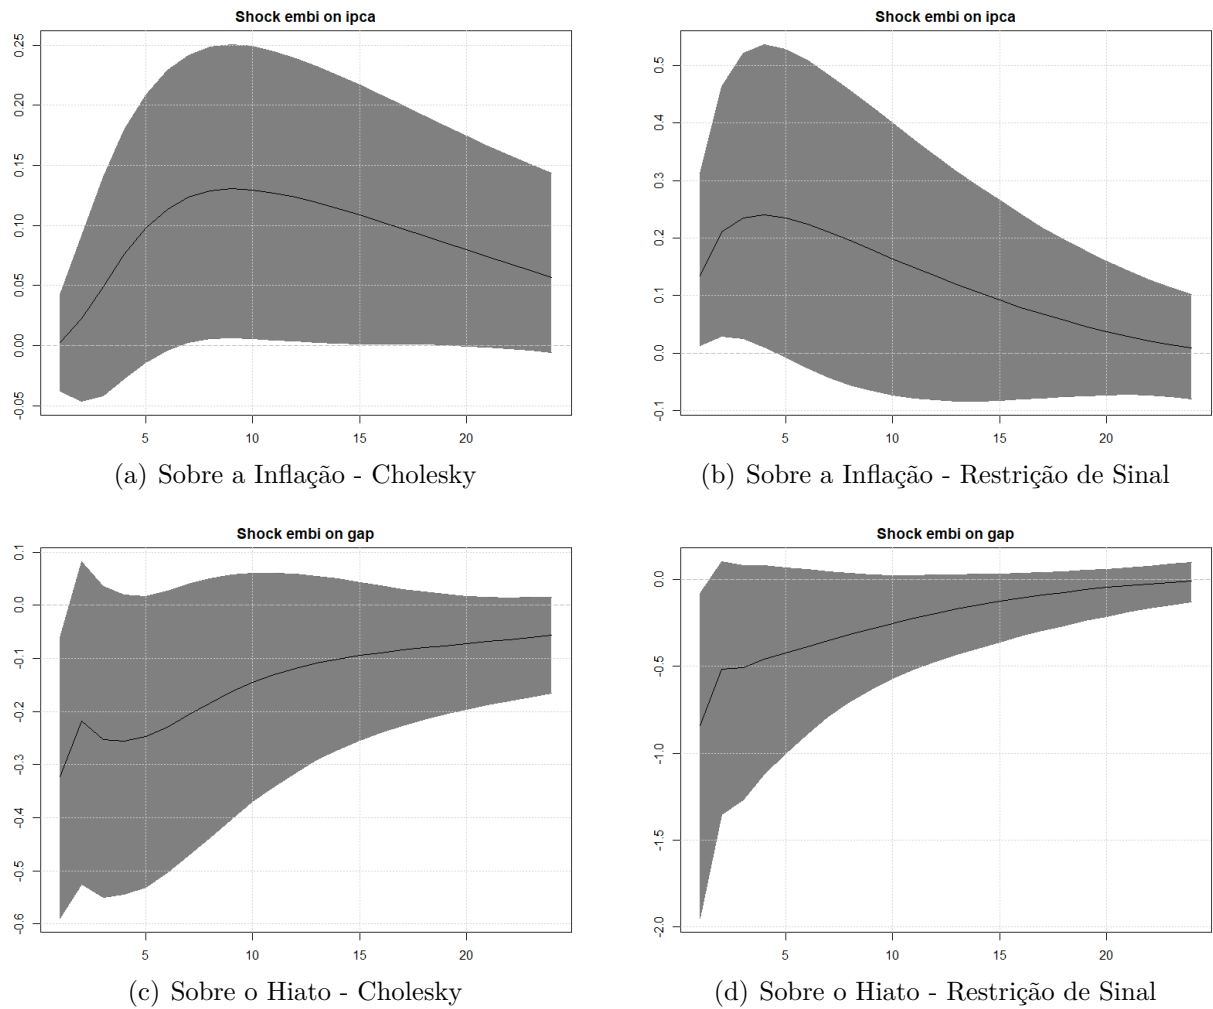 Shock embi on ipca
0.25
0.20
0.15
0.10
0.05
0.00
-0.05
5 10 15 20
(a) Sobre a Inflação - Cholesky
Shock embi on ipca
0.5
0.4
0.3
0.2
0.1
0.0
-0.1
5 10 15 20
(b) Sobre a Inflação - Restrição de Sinal
Shock embi on gap
0.1
0.0
-0.1
-0.2
-0.3
-0.4
-0.5
-0.6
5 10 15 20
(c) Sobre o Hiato - Cholesky
Shock embi on gap
0.0
-0.5
-1.0
-1.5
-2.0
5 10 15 20
(d) Sobre o Hiato - Restrição de Sinal